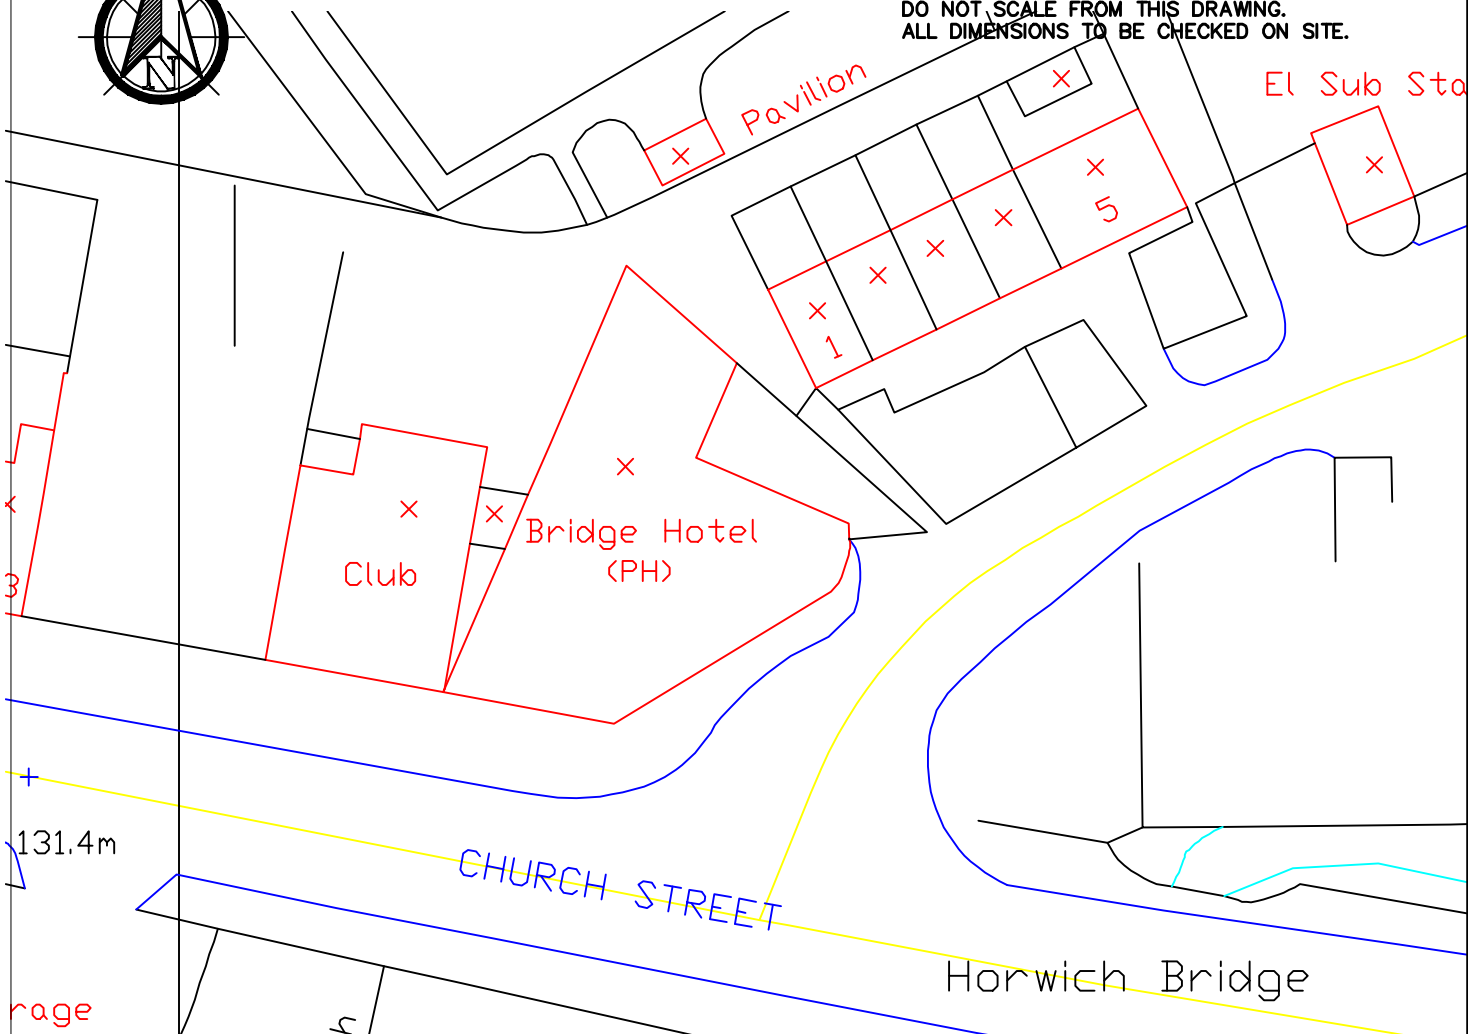 DO NOT SCALE FROM THIS DRAWING.
ALL DIMENSIONS TO BE CHECKED ON SITE.
N
Pavilion
El Sub Sta
5
1
Bridge Hotel
(PH)
Club
3
131.4m
CHURCH STREET
Horwich Bridge
rage
h